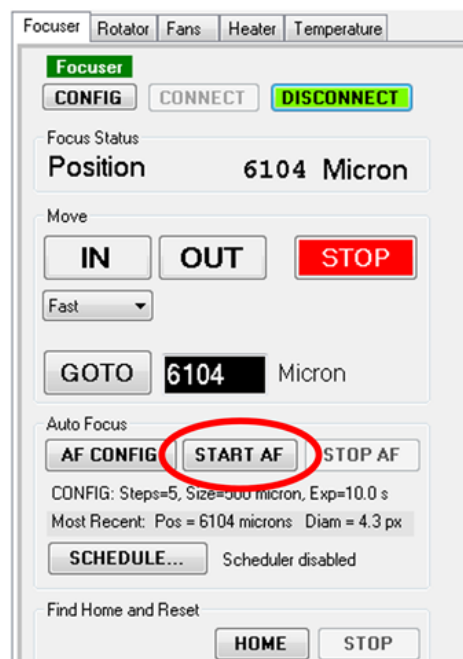 Focuser Rotator Fans Heater Temperature
Focuser
CONFIG CONNECT DISCONNECT
Focus Status
Position 6104 Micron
Move
IN OUT STOP
Fast
GOTO 6104 Micron
Auto Focus
AF CONFIG START AF STOP AF
CONFIG: Steps=5, Size=500 micron, Exp=10.0 s
Most Recent: Pos = 6104 microns Diam = 4.3 px
SCHEDULE... Scheduler disabled
Find Home and Reset
HOME STOP